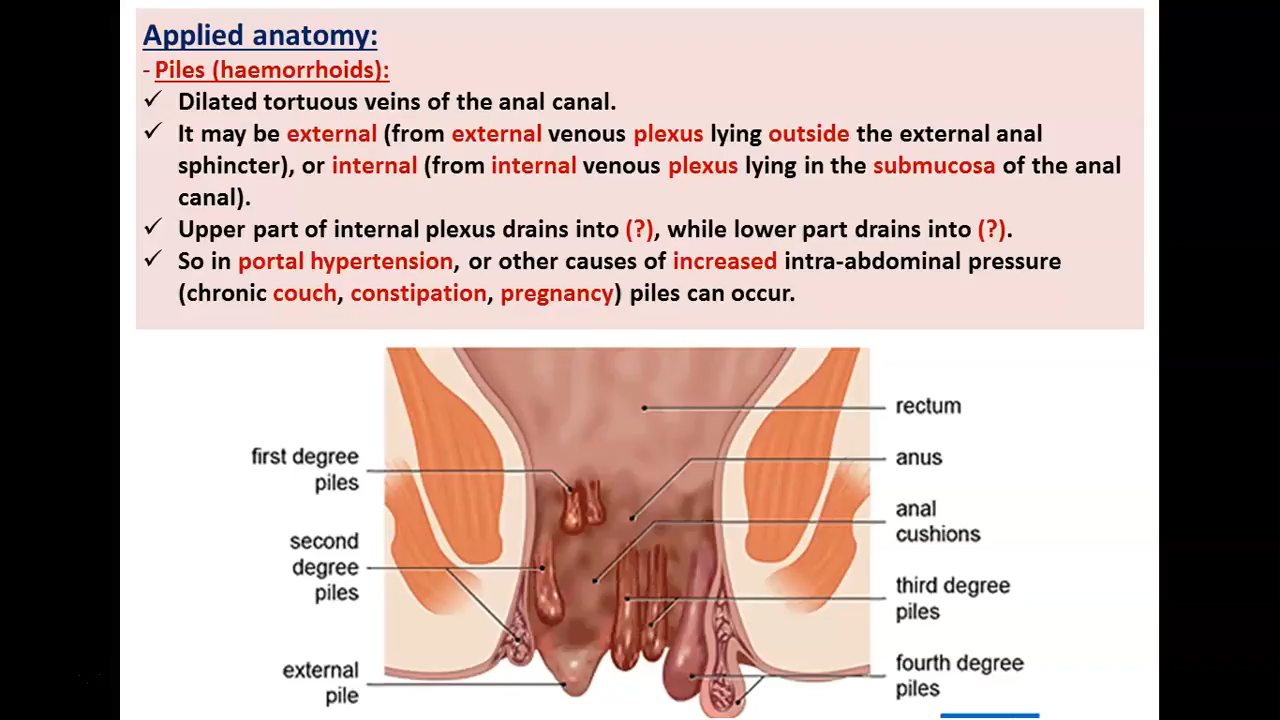 Applied anatomy:
- Piles (haemorrhoids):
✓ Dilated tortuous veins of the anal canal.
✓ It may be external (from external venous plexus lying outside the external anal
sphincter), or internal (from internal venous plexus lying in the submucosa of the anal
canal).
✓ Upper part of internal plexus drains into (?), while lower part drains into (?).
✓ So in portal hypertension, or other causes of increased intra-abdominal pressure
(chronic couch, constipation, pregnancy) piles can occur.
rectum
first degree
piles
anus
anal
cushions
second
degree
piles
third degree
piles
external
pile
fourth degree
piles